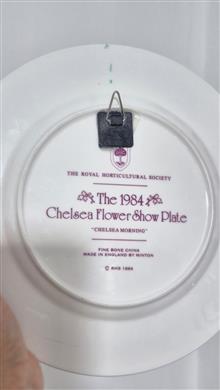 THE ROYAL HORTICULTURAL SOCIETY
The 1984
Chelsea Flower Show Plate
"CHELSEA MORNING"
FINE BONE CHINA
MADE IN ENGLAND BY MINTON
© RHS 1984